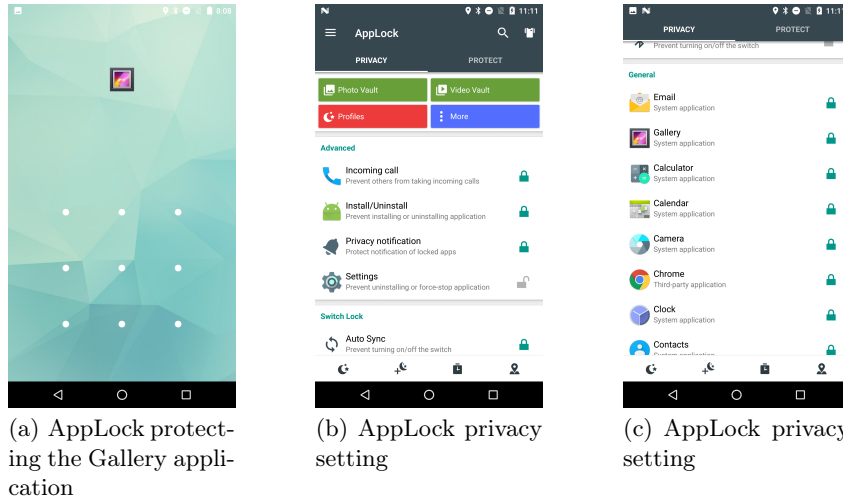 8:08
11:11
AppLock
PRIVACY PROTECT
Photo Vault Video Vault
Profiles More
Advanced
Incoming call
Prevent others from taking incoming calls
Install/Uninstall
Prevent installing or uninstalling application
Privacy notification
Protect notification of locked apps
Settings
Prevent uninstalling or force-stop application
Switch Lock
Auto Sync
Prevent turning on/off the switch
11:11
PRIVACY PROTECT
Prevent turning on/off the switch
General
Email
System application
Gallery
System application
Calculator
System application
Calendar
System application
Camera
System application
Chrome
Third-party application
Clock
System application
Contacts
System application
(a) AppLock protect-
ing the Gallery appli-
cation
(b) AppLock privacy
setting
(c) AppLock privacy
setting